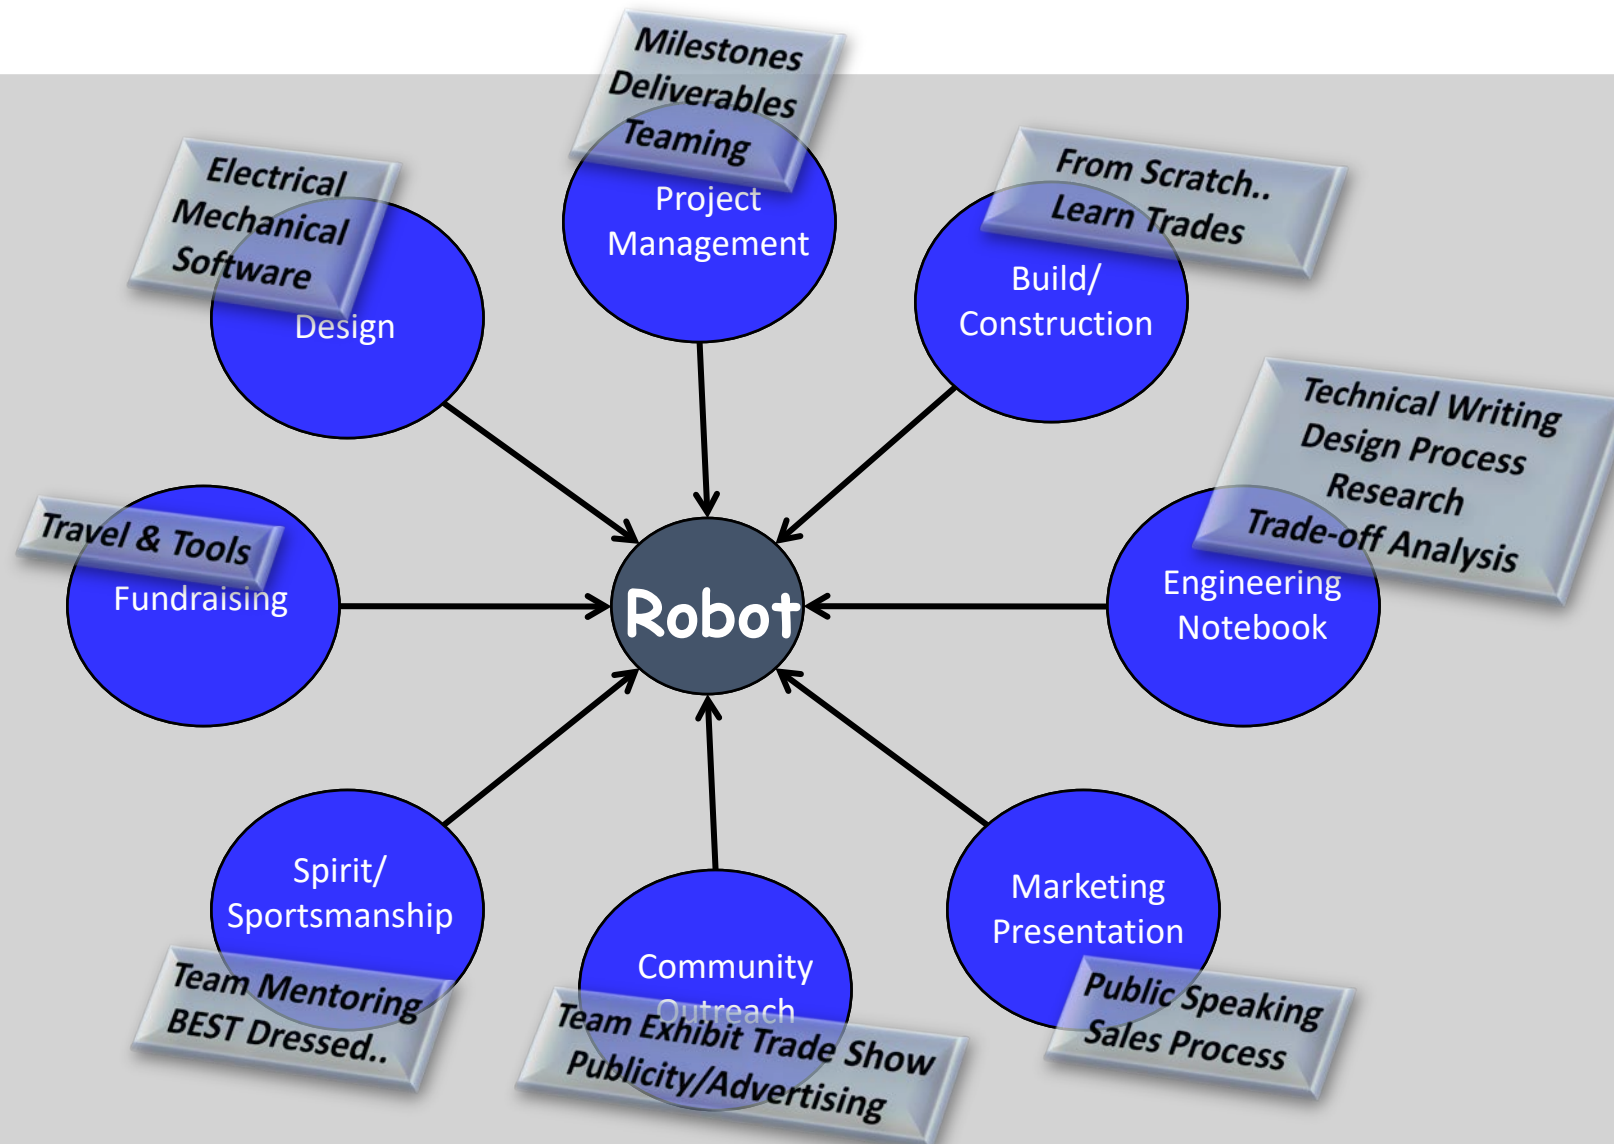 Milestones
Deliverables
Teaming
Project
Management
Electrical
Mechanical
Software
Design
From Scratch..
Learn Trades
Build/
Construction
Technical Writing
Design Process
Research
Trade-off Analysis
Engineering
Notebook
Travel & Tools
Fundraising
Robot
Spirit/
Sportsmanship
Team Mentoring
BEST Dressed..
Community
Outreach
Team Exhibit Trade Show
Publicity/Advertising
Marketing
Presentation
Public Speaking
Sales Process